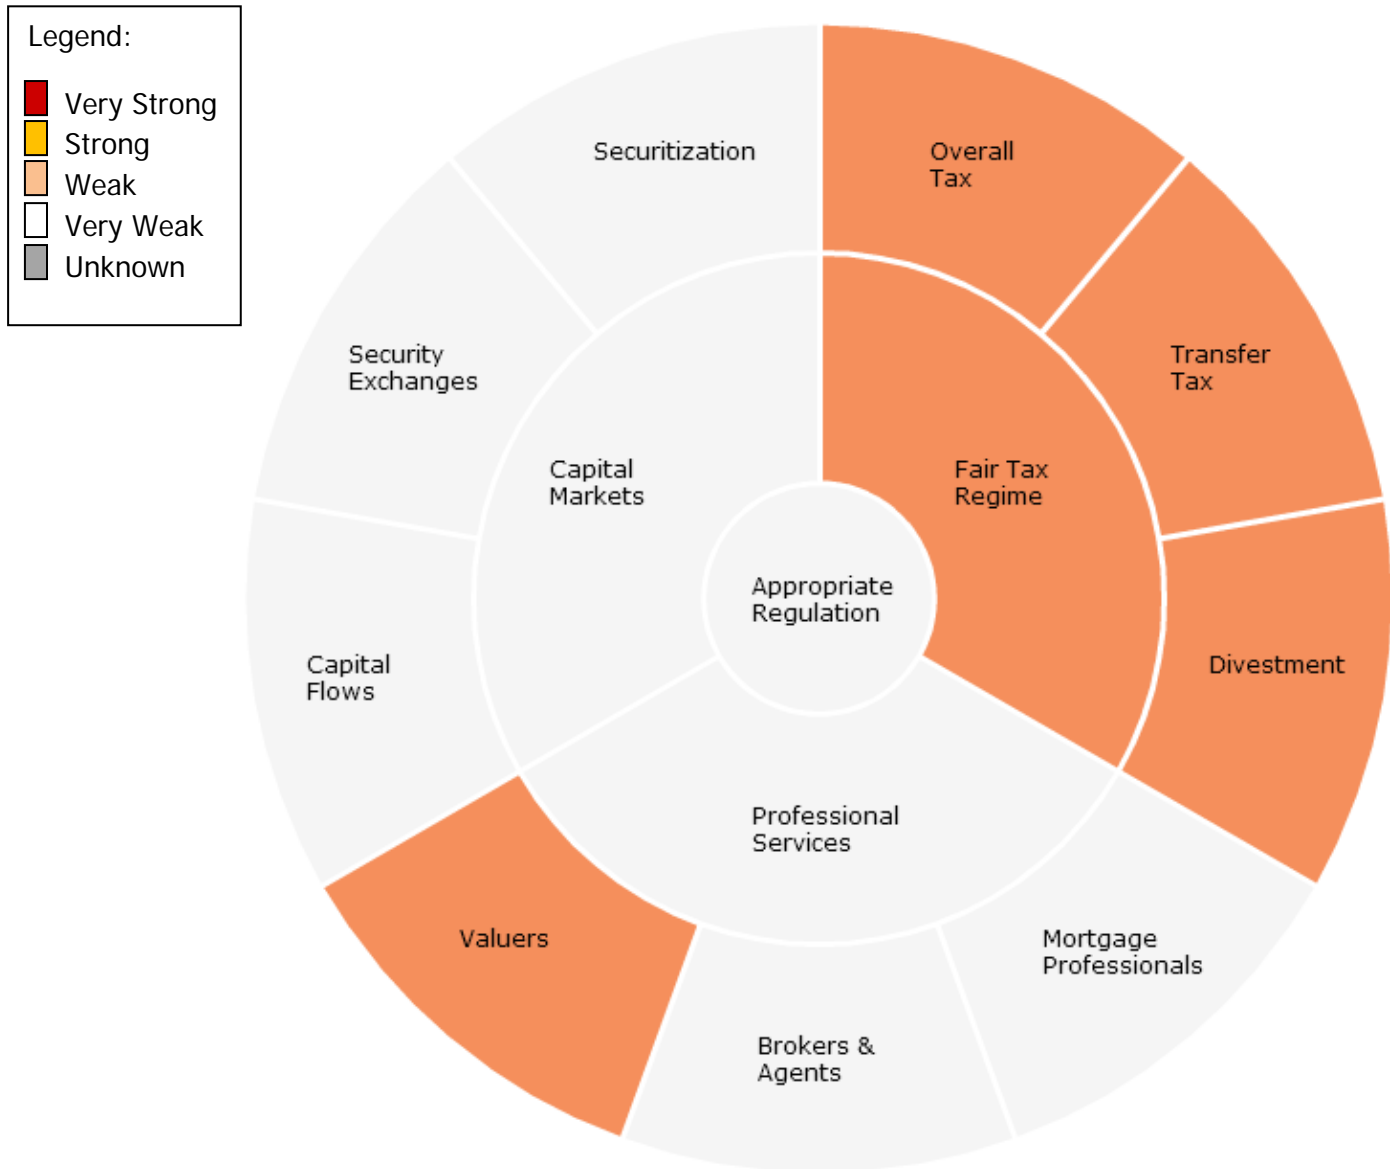 Legend:
Very Strong
Strong
Weak
Very Weak
Unknown
Securitization
Overall
Tax
Security
Exchanges
Transfer
Tax
Capital
Markets
Fair Tax
Regime
Appropriate
Regulation
Capital
Flows
Divestment
Professional
Services
Valuers
Mortgage
Professionals
Brokers &
Agents